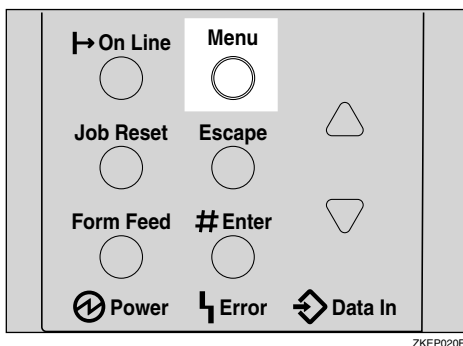 On Line Menu
Job Reset Escape
Form Feed # Enter
Power Error Data In
ZKEP020E